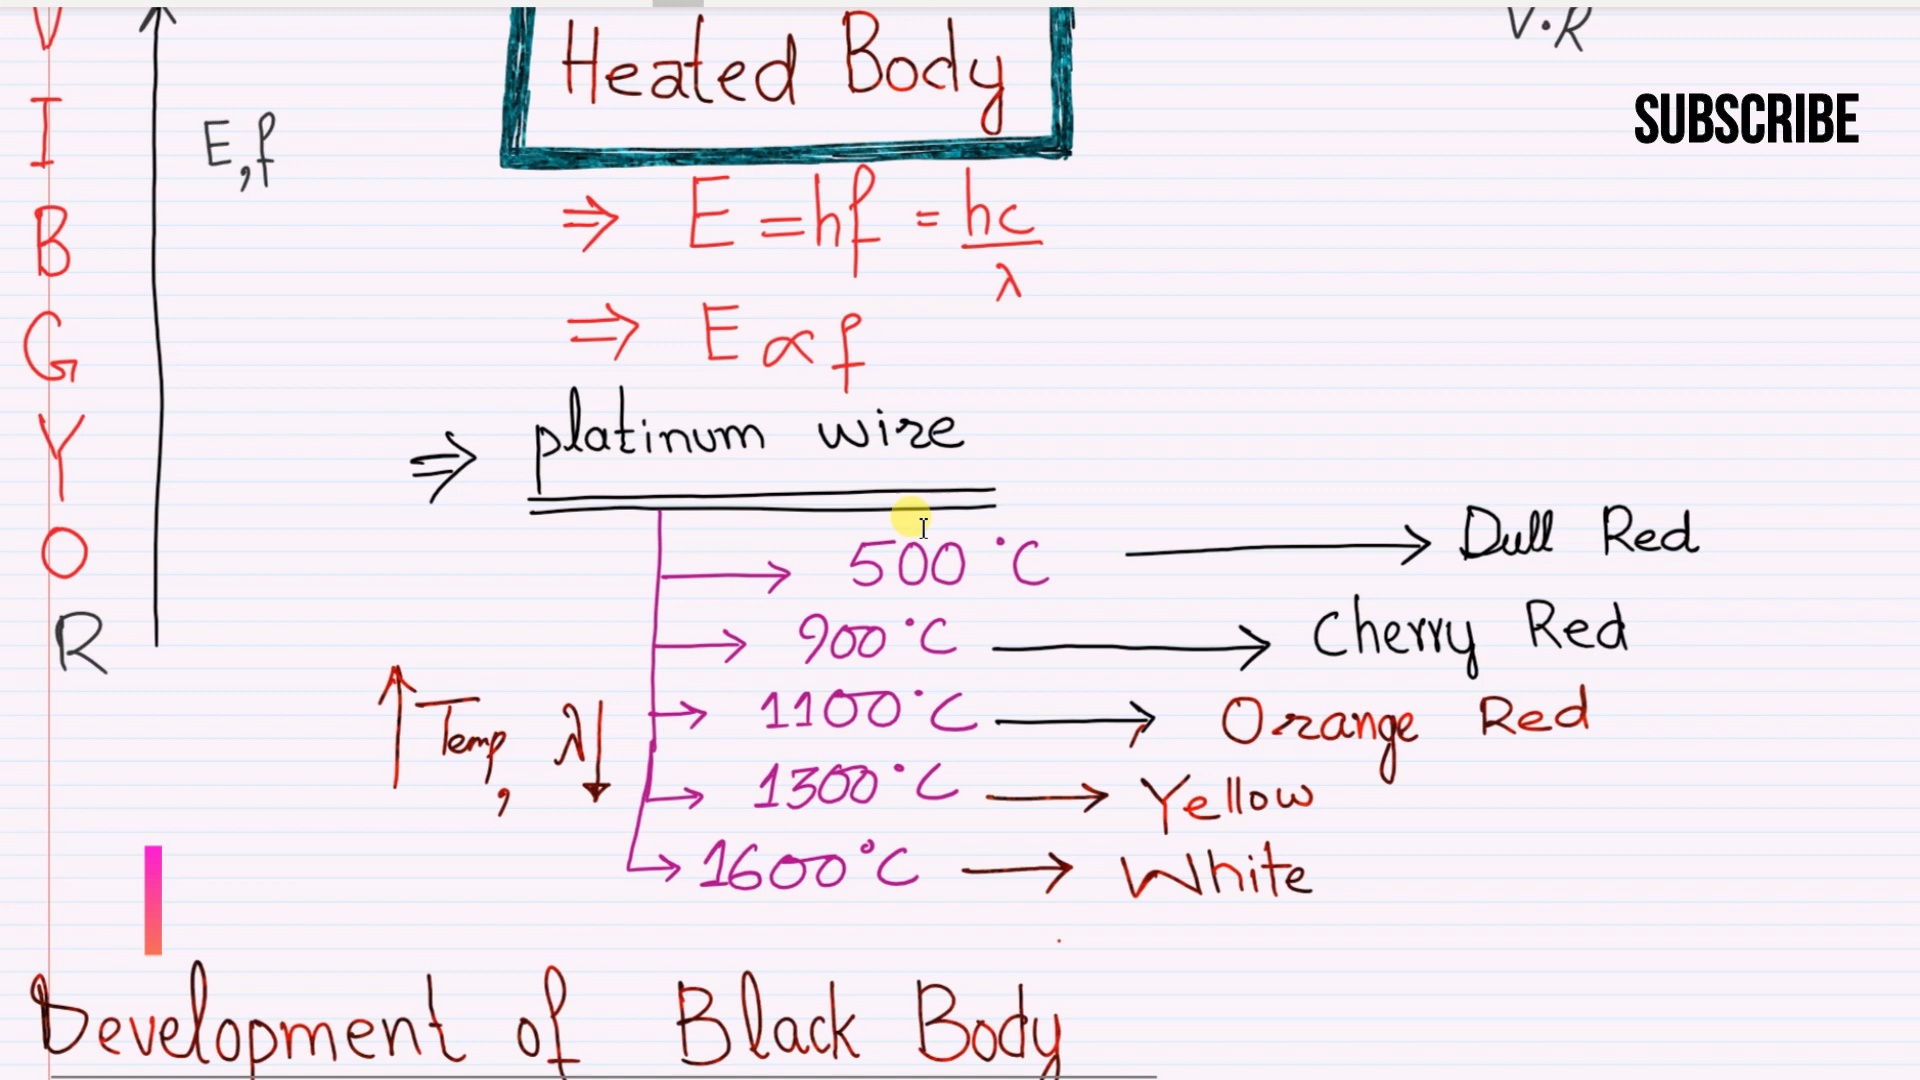 V
I
B
G
Y
O
R
E,f
Heated Body
V.R
SUBSCRIBE
⇒ E = hf = hc/λ
⇒ E ∝ f
⇒ platinum wire
→ 500 °C → Dull Red
→ 900 °C → Cherry Red
→ 1100 °C → Orange Red
→ 1300 °C → Yellow
→ 1600 °C → White
↑ Temp, λ ↓
Development of Black Body